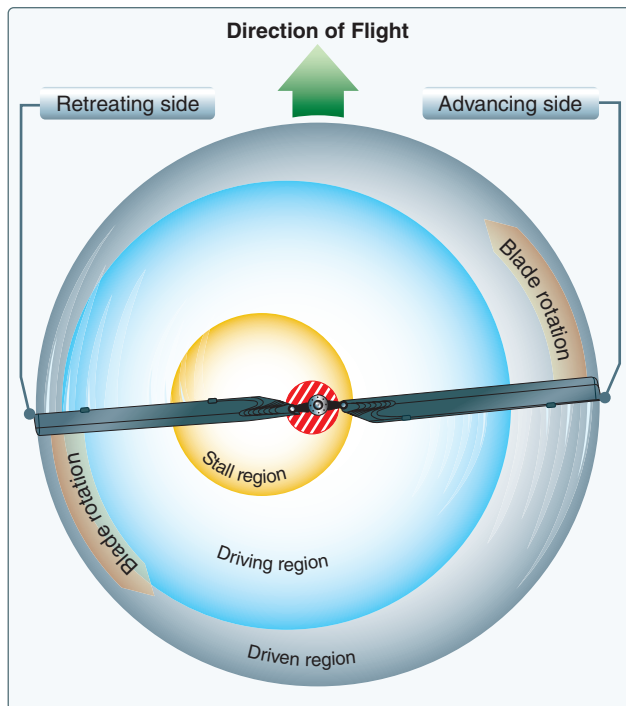 Direction of Flight
Retreating side
Advancing side
Blade rotation
Stall region
Blade rotation
Driving region
Driven region